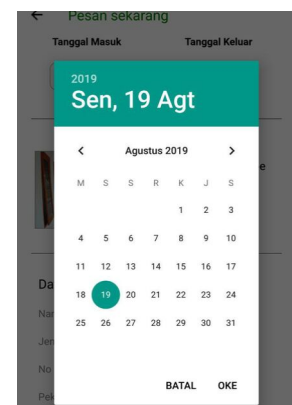 Pesan sekarang
Tanggal Masuk Tanggal Keluar
2019
Sen, 19 Agt
Agustus 2019
M S S R K J S
1 2 3
4 5 6 7 8 9 10
11 12 13 14 15 16 17
18 19 20 21 22 23 24
25 26 27 28 29 30 31
BATAL OKE